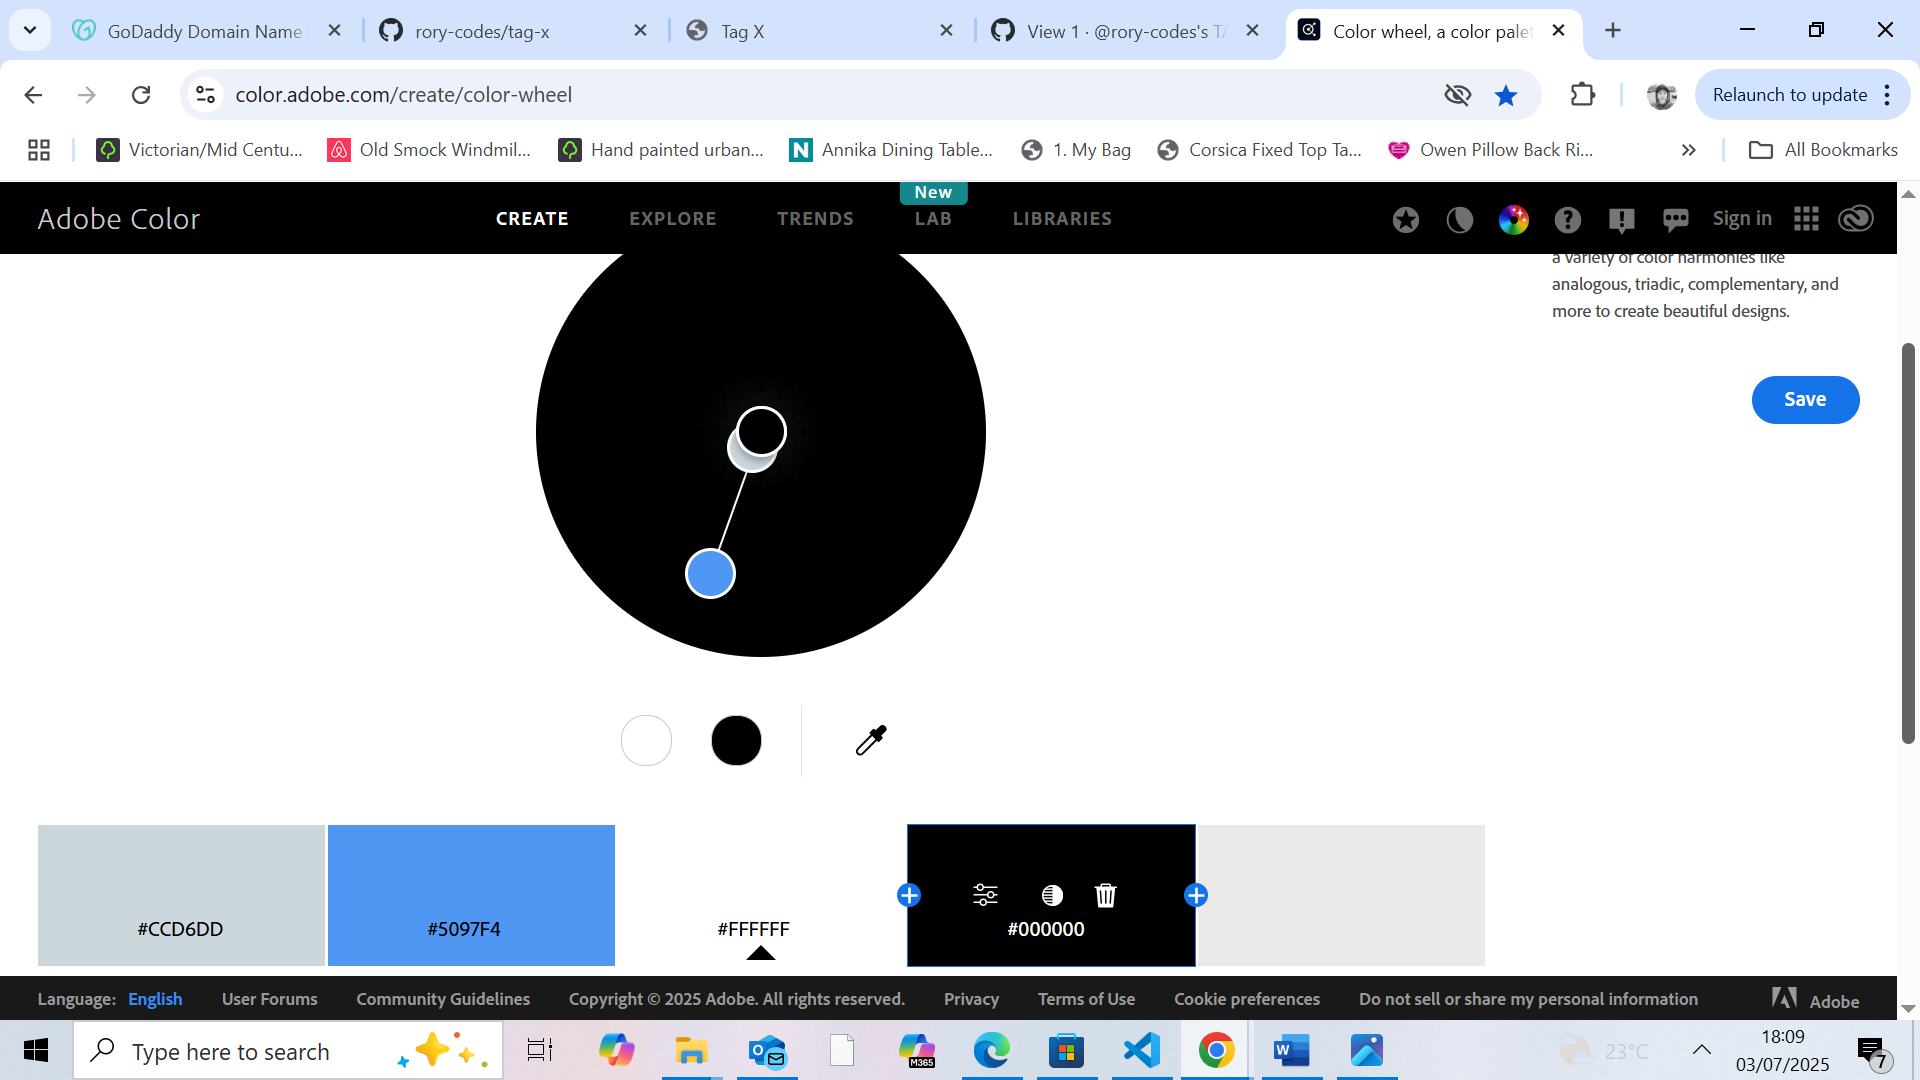 GoDaddy Domain Name
rory-codes/tag-x
Tag X
View 1 · @rory-codes's TA
Color wheel, a color palet
color.adobe.com/create/color-wheel
Relaunch to update
Victorian/Mid Centu...
Old Smock Windmil...
Hand painted urban...
Annika Dining Table...
1. My Bag
Corsica Fixed Top Ta...
Owen Pillow Back Ri...
All Bookmarks
Adobe Color
CREATE
EXPLORE
TRENDS
New
LAB
LIBRARIES
Sign in
a variety of color harmonies like
analogous, triadic, complementary, and
more to create beautiful designs.
Save
#CCD6DD
#5097F4
#FFFFFF
#000000
Language: English
User Forums
Community Guidelines
Copyright © 2025 Adobe. All rights reserved.
Privacy
Terms of Use
Cookie preferences
Do not sell or share my personal information
Adobe
Type here to search
M365
23°C
18:09
03/07/2025
7